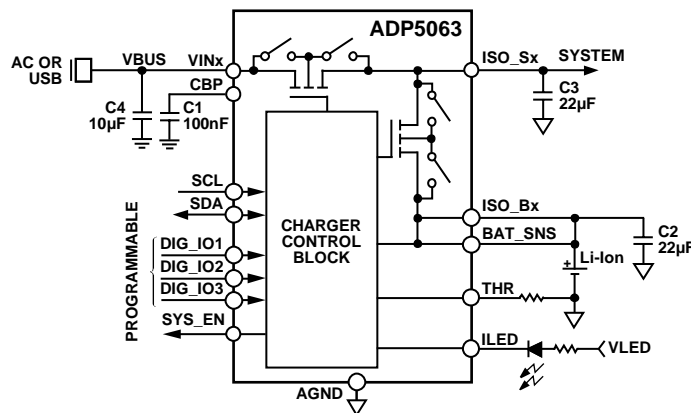 ADP5063
AC OR
USB
VBUS
VINx
CBP
C4
10µF
C1
100nF
ISO_Sx
SYSTEM
C3
22µF
SCL
SDA
PROGRAMMABLE
DIG_IO1
DIG_IO2
DIG_IO3
SYS_EN
CHARGER
CONTROL
BLOCK
ISO_Bx
BAT_SNS
+
Li-Ion
C2
22µF
THR
ILED
VLED
AGND